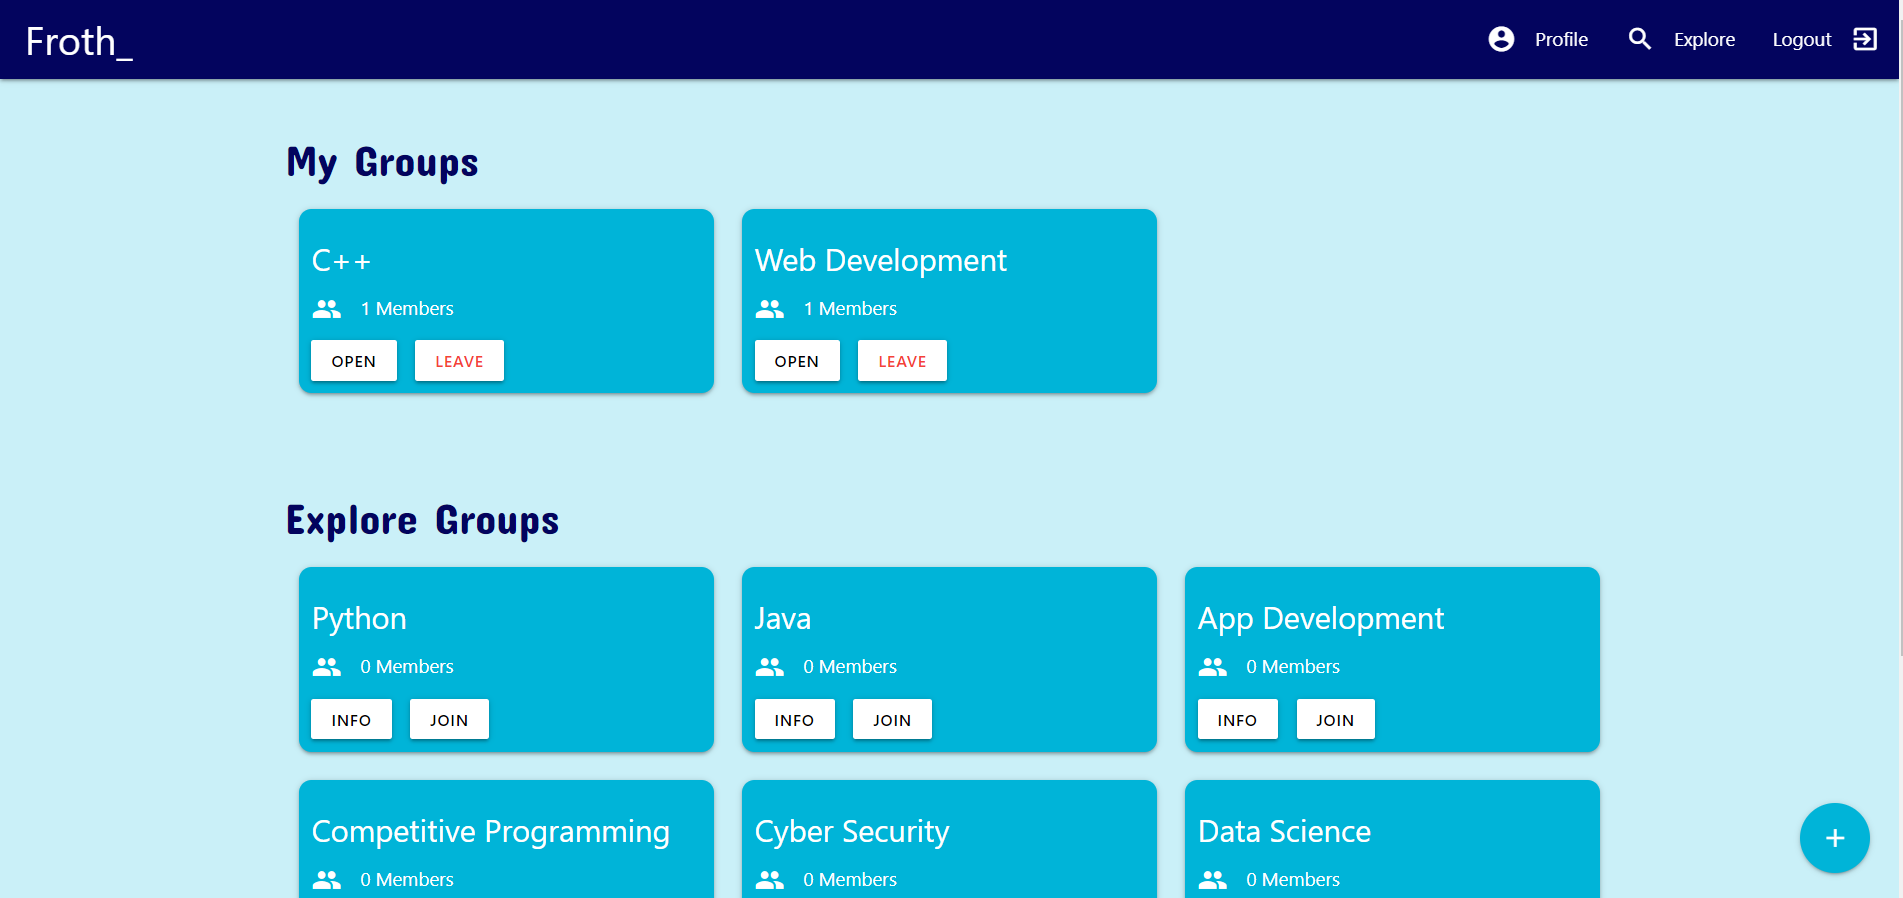 Froth_
Profile
Explore
Logout
My Groups
C++
Web Development
1 Members
1 Members
OPEN
LEAVE
OPEN
LEAVE
Explore Groups
Python
Java
App Development
0 Members
0 Members
0 Members
INFO
JOIN
INFO
JOIN
INFO
JOIN
Competitive Programming
Cyber Security
Data Science
0 Members
0 Members
0 Members
+